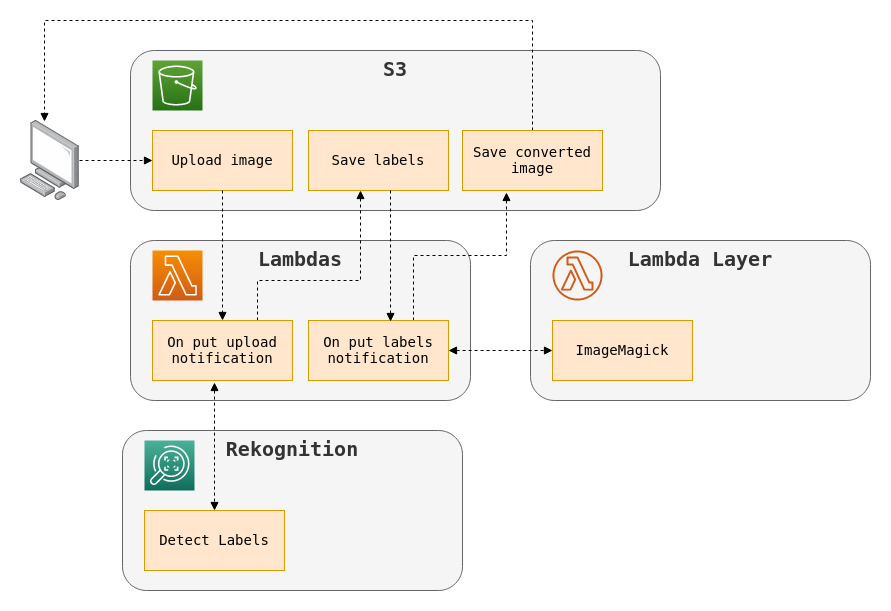 S3
Upload image
Save labels
Save converted
image
Lambdas
On put upload
notification
On put labels
notification
Lambda Layer
ImageMagick
Rekognition
Detect Labels